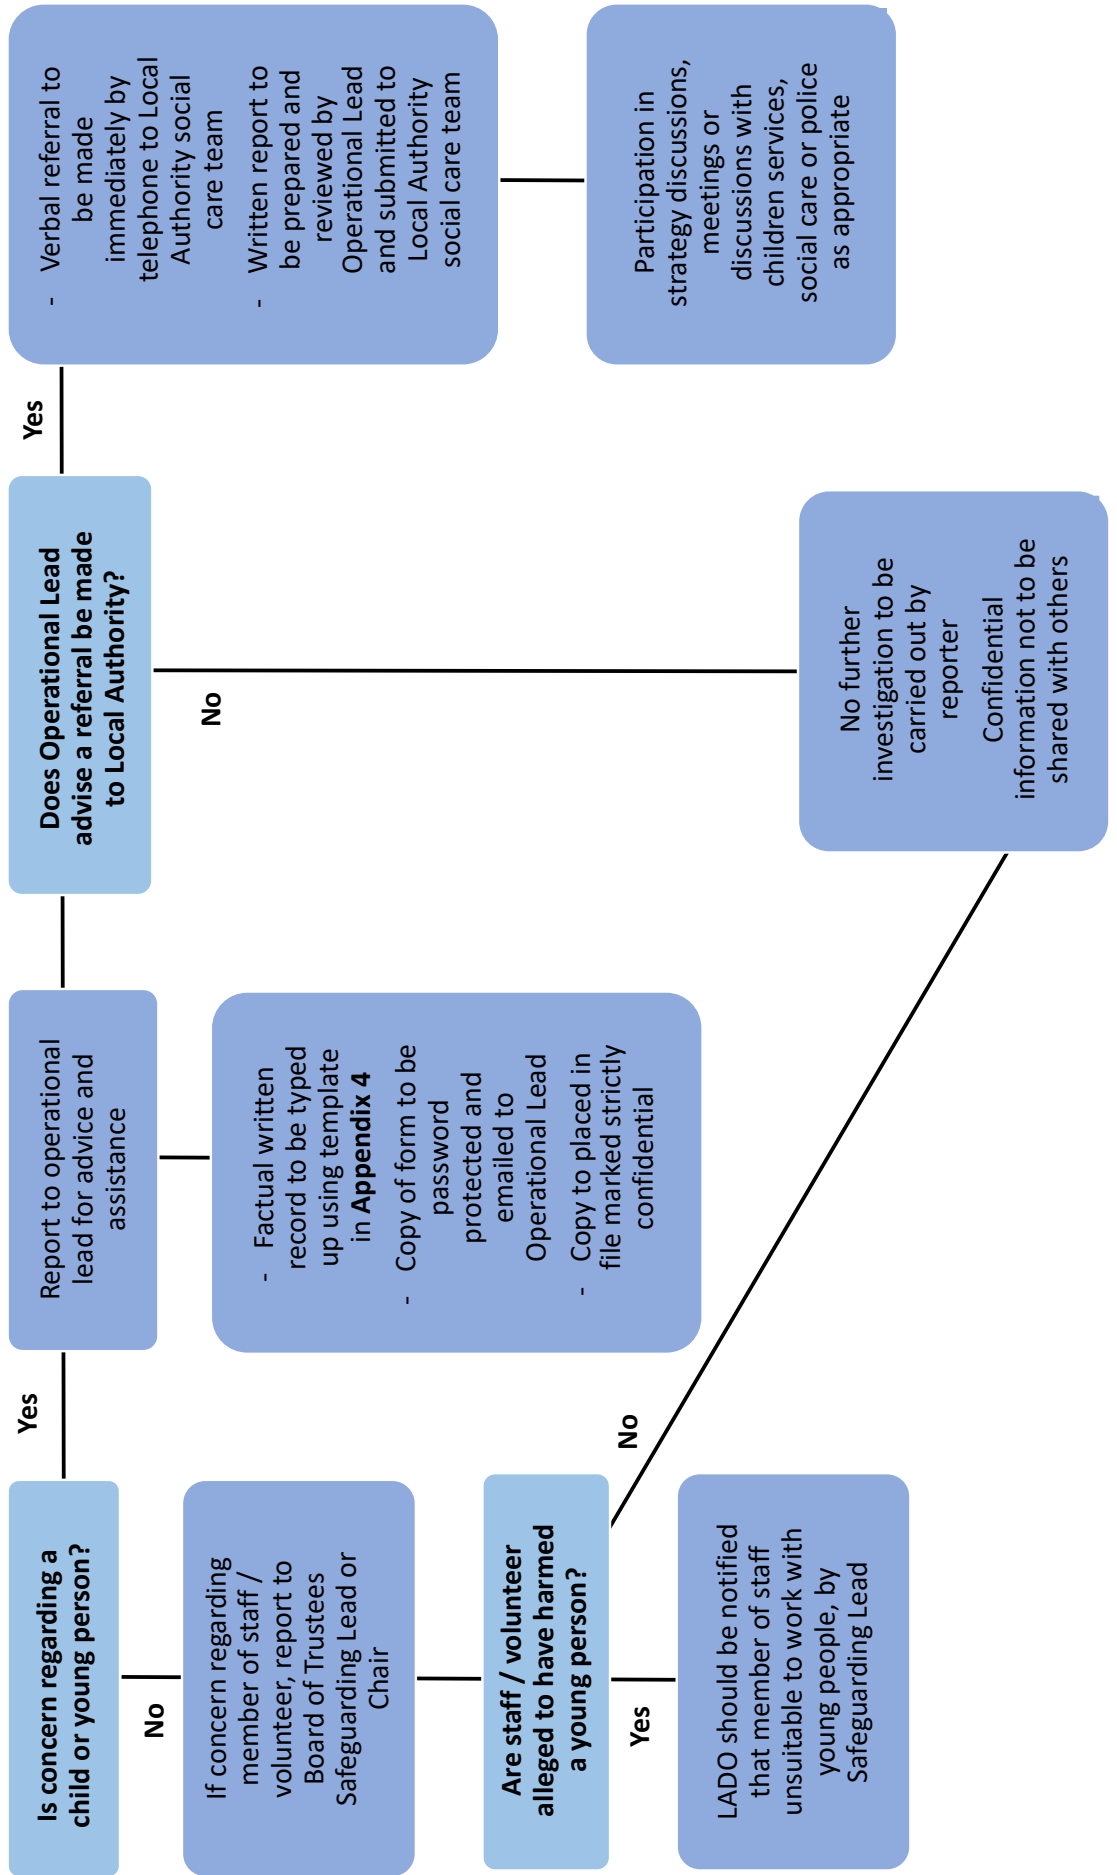 Is concern regarding a
child or young person?
Yes
No
Report to operational
lead for advice and
assistance
- Factual written
record to be typed
up using template
in Appendix 4
- Copy of form to be
password
protected and
emailed to
Operational Lead
- Copy to placed in
file marked strictly
confidential
Does Operational Lead
advise a referral be made
to Local Authority?
Yes
No
- Verbal referral to
be made
immediately by
telephone to Local
Authority social
care team
- Written report to
be prepared and
reviewed by
Operational Lead
and submitted to
Local Authority
social care team
Participation in
strategy discussions,
meetings or
discussions with
children services,
social care or police
as appropriate
If concern regarding
member of staff /
volunteer, report to
Board of Trustees
Safeguarding Lead or
Chair
Are staff / volunteer
alleged to have harmed
a young person?
No
Yes
No further
investigation to be
carried out by
reporter
Confidential
information not to be
shared with others
LADO should be notified
that member of staff
unsuitable to work with
young people, by
Safeguarding Lead